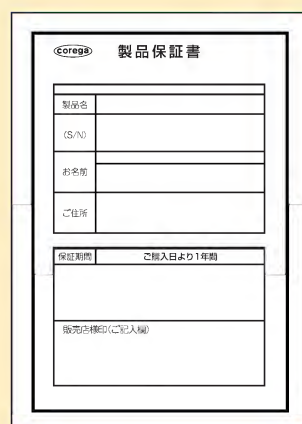 corega 製品保証書
製品名
(S/N)
お名前
ご住所
保証期間 ご購入日より1年間
販売店様印(ご記入欄)